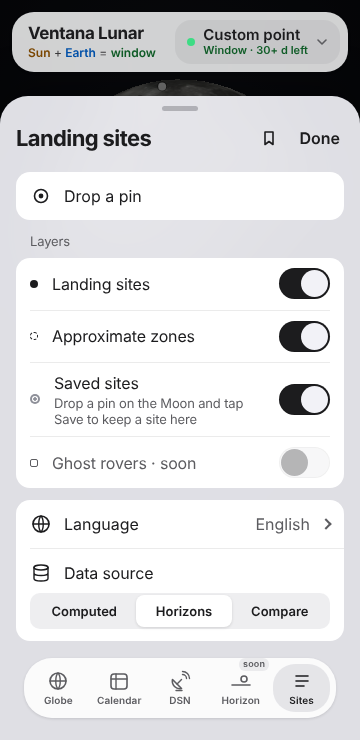 Ventana Lunar
Sun + Earth = window
Custom point
Window · 30+ d left
Landing sites
Done
Drop a pin
Layers
Landing sites
Approximate zones
Saved sites
Drop a pin on the Moon and tap
Save to keep a site here
Ghost rovers · soon
Language
English
Data source
Computed
Horizons
Compare
soon
Globe
Calendar
DSN
Horizon
Sites